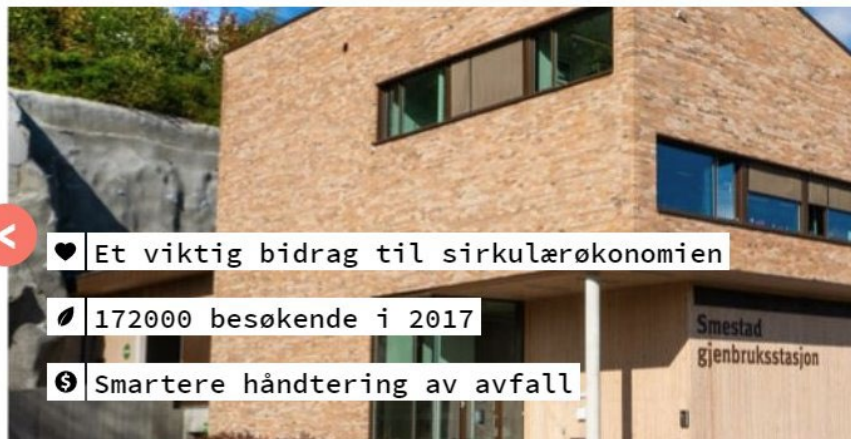 Et viktig bidrag til sirkulærøkonomien
172000 besøkende i 2017
Smartere håndtering av avfall
Smestad
gjenbruksstasjon